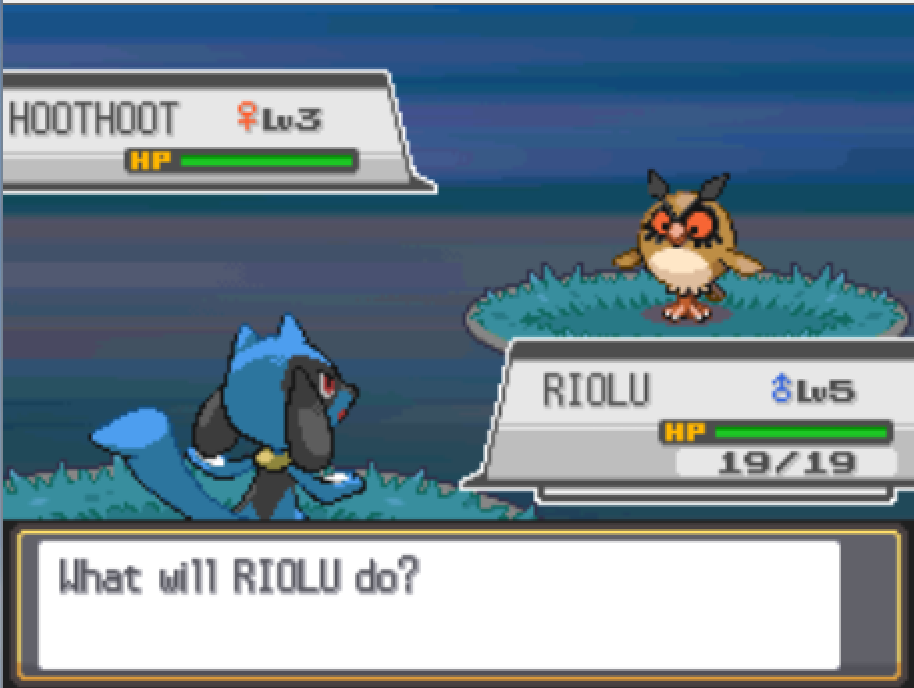 HOOTHOOT ♀Lv3
HP
RIOLU ♂Lv5
HP
19/19
What will RIOLU do?